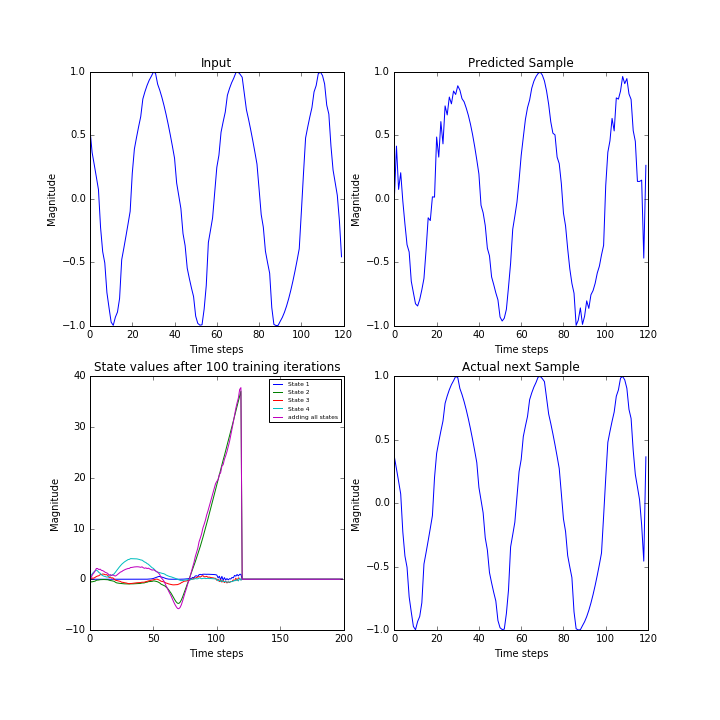 Input
1.0
0.5
0.0
−0.5
−1.0
Magnitude
0 20 40 60 80 100 120
Time steps
Predicted Sample
1.0
0.5
0.0
−0.5
−1.0
Magnitude
0 20 40 60 80 100 120
Time steps
State values after 100 training iterations
40
30
20
10
0
−10
Magnitude
State 1
State 2
State 3
State 4
adding all states
0 50 100 150 200
Time steps
Actual next Sample
1.0
0.5
0.0
−0.5
−1.0
Magnitude
0 20 40 60 80 100 120
Time steps